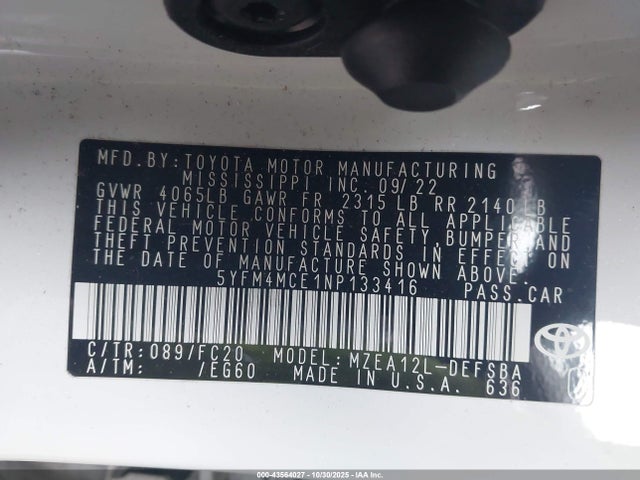 MFD.BY:TOYOTA MOTOR MANUFACTURING
MISSISSIPPI INC. 09/22
GVWR 4065LB GAWR FR 2315 LB RR 2140LB
THIS VEHICLE CONFORMS TO ALL APPLICABLE
FEDERAL MOTOR VEHICLE SAFETY,BUMPER,AND
THEFT PREVENTION STANDARDS IN EFFECT ON
THE DATE OF MANUFACTURE SHOWN ABOVE.
5YFM4MCE1NP133416 PASS.CAR
C/TR:089/FC20 MODEL:MZEA12L-DEFSBA
A/TM: /EG60 MADE IN U.S.A. 636
000-43564027 - 10/30/2025 - IAA Inc.